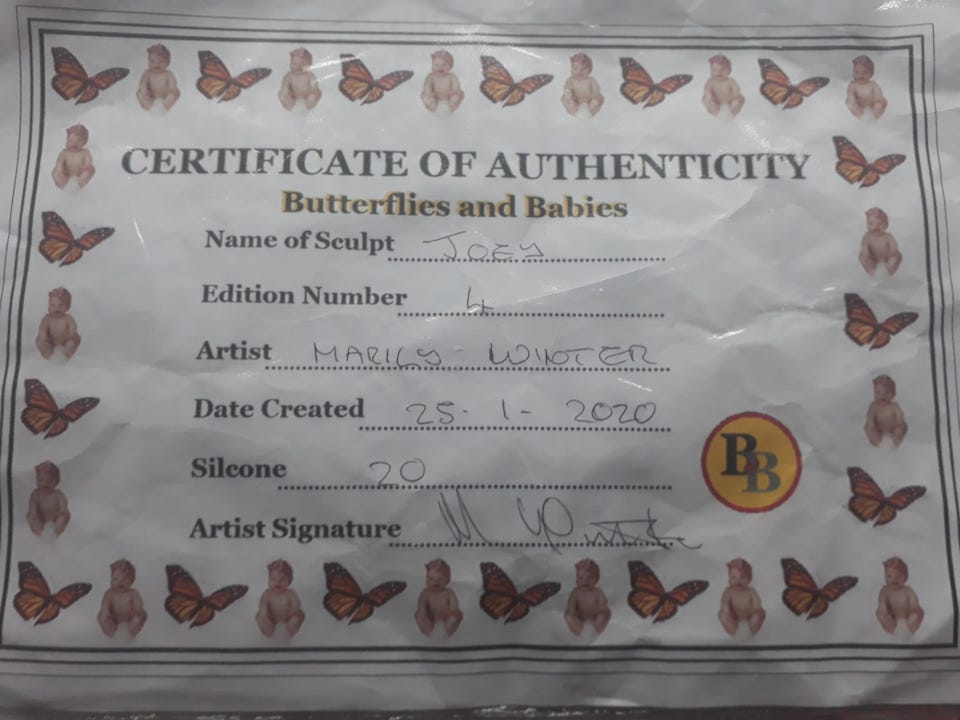 CERTIFICATE OF AUTHENTICITY
Butterflies and Babies
Name of Sculpt JOEY
Edition Number 4
Artist WINTER
Date Created 25-1-2020
Silcone 20
BB
Artist Signature M